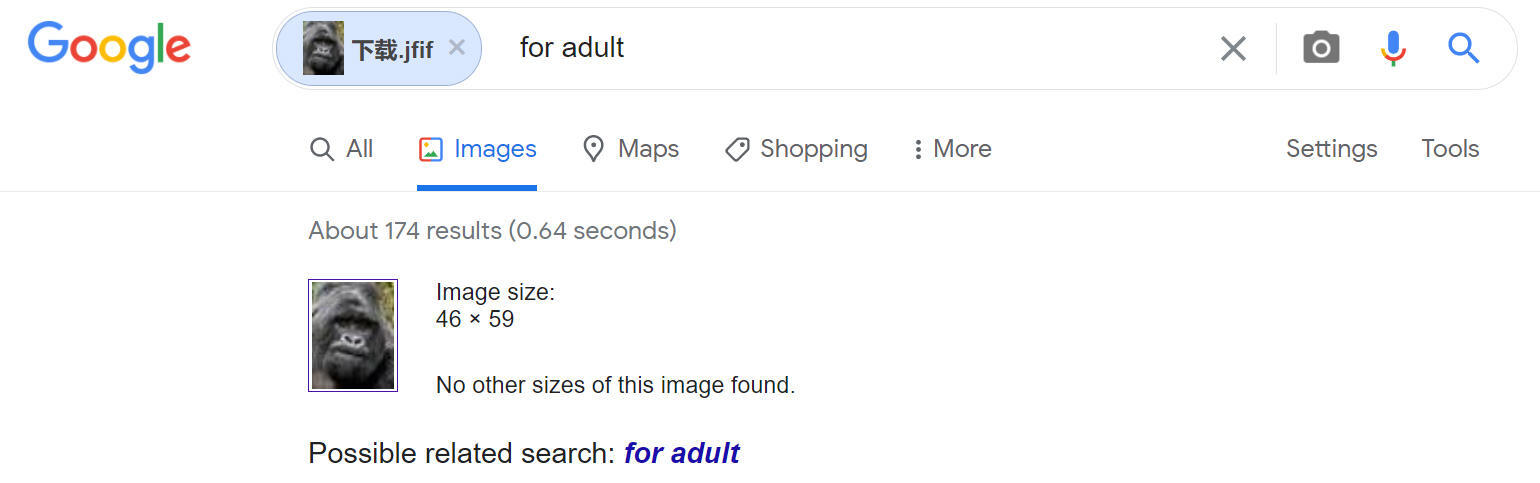 Google 下载.jfif for adult
All Images Maps Shopping More Settings Tools
About 174 results (0.64 seconds)
Image size:
46 × 59
No other sizes of this image found.
Possible related search: for adult